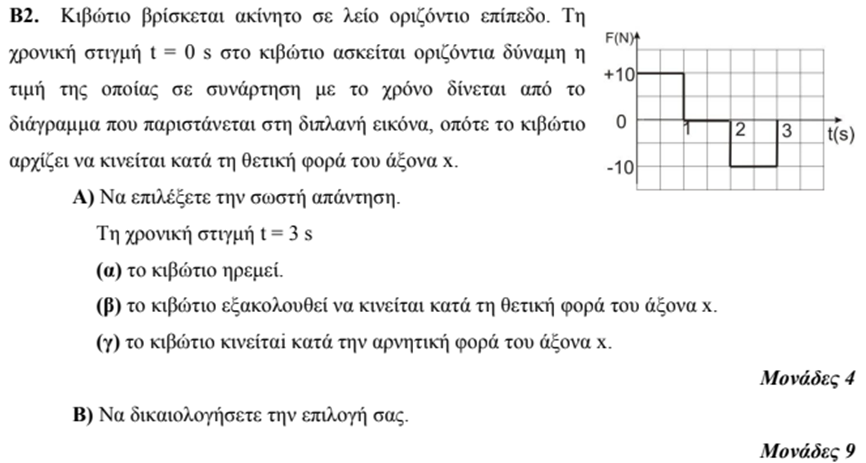 Β2. Κιβώτιο βρίσκεται ακίνητο σε λείο οριζόντιο επίπεδο. Τη
χρονική στιγμή t = 0 s στο κιβώτιο ασκείται οριζόντια δύναμη η
τιμή της οποίας σε συνάρτηση με το χρόνο δίνεται από το
διάγραμμα που παριστάνεται στη διπλανή εικόνα, οπότε το κιβώτιο
αρχίζει να κινείται κατά τη θετική φορά του άξονα x.
F(N)
+10
0
1 2 3 t(s)
-10
Α) Να επιλέξετε την σωστή απάντηση.
Τη χρονική στιγμή t = 3 s
(α) το κιβώτιο ηρεμεί.
(β) το κιβώτιο εξακολουθεί να κινείται κατά τη θετική φορά του άξονα x.
(γ) το κιβώτιο κινείταi κατά την αρνητική φορά του άξονα x.
Μονάδες 4
Β) Να δικαιολογήσετε την επιλογή σας.
Μονάδες 9